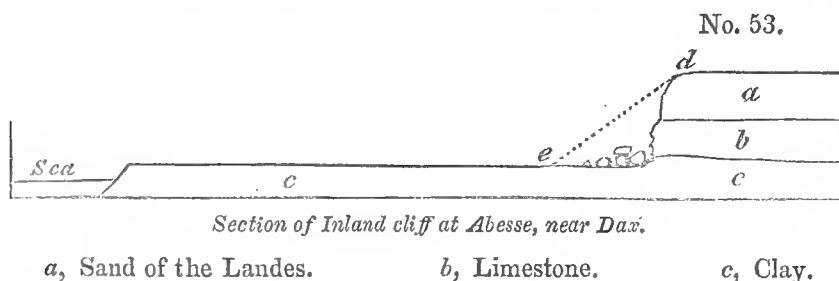 No. 53.
d
a
b
e
Sea
c
c
Section of Inland cliff at Abesse, near Dax.
a, Sand of the Landes. b, Limestone. c, Clay.